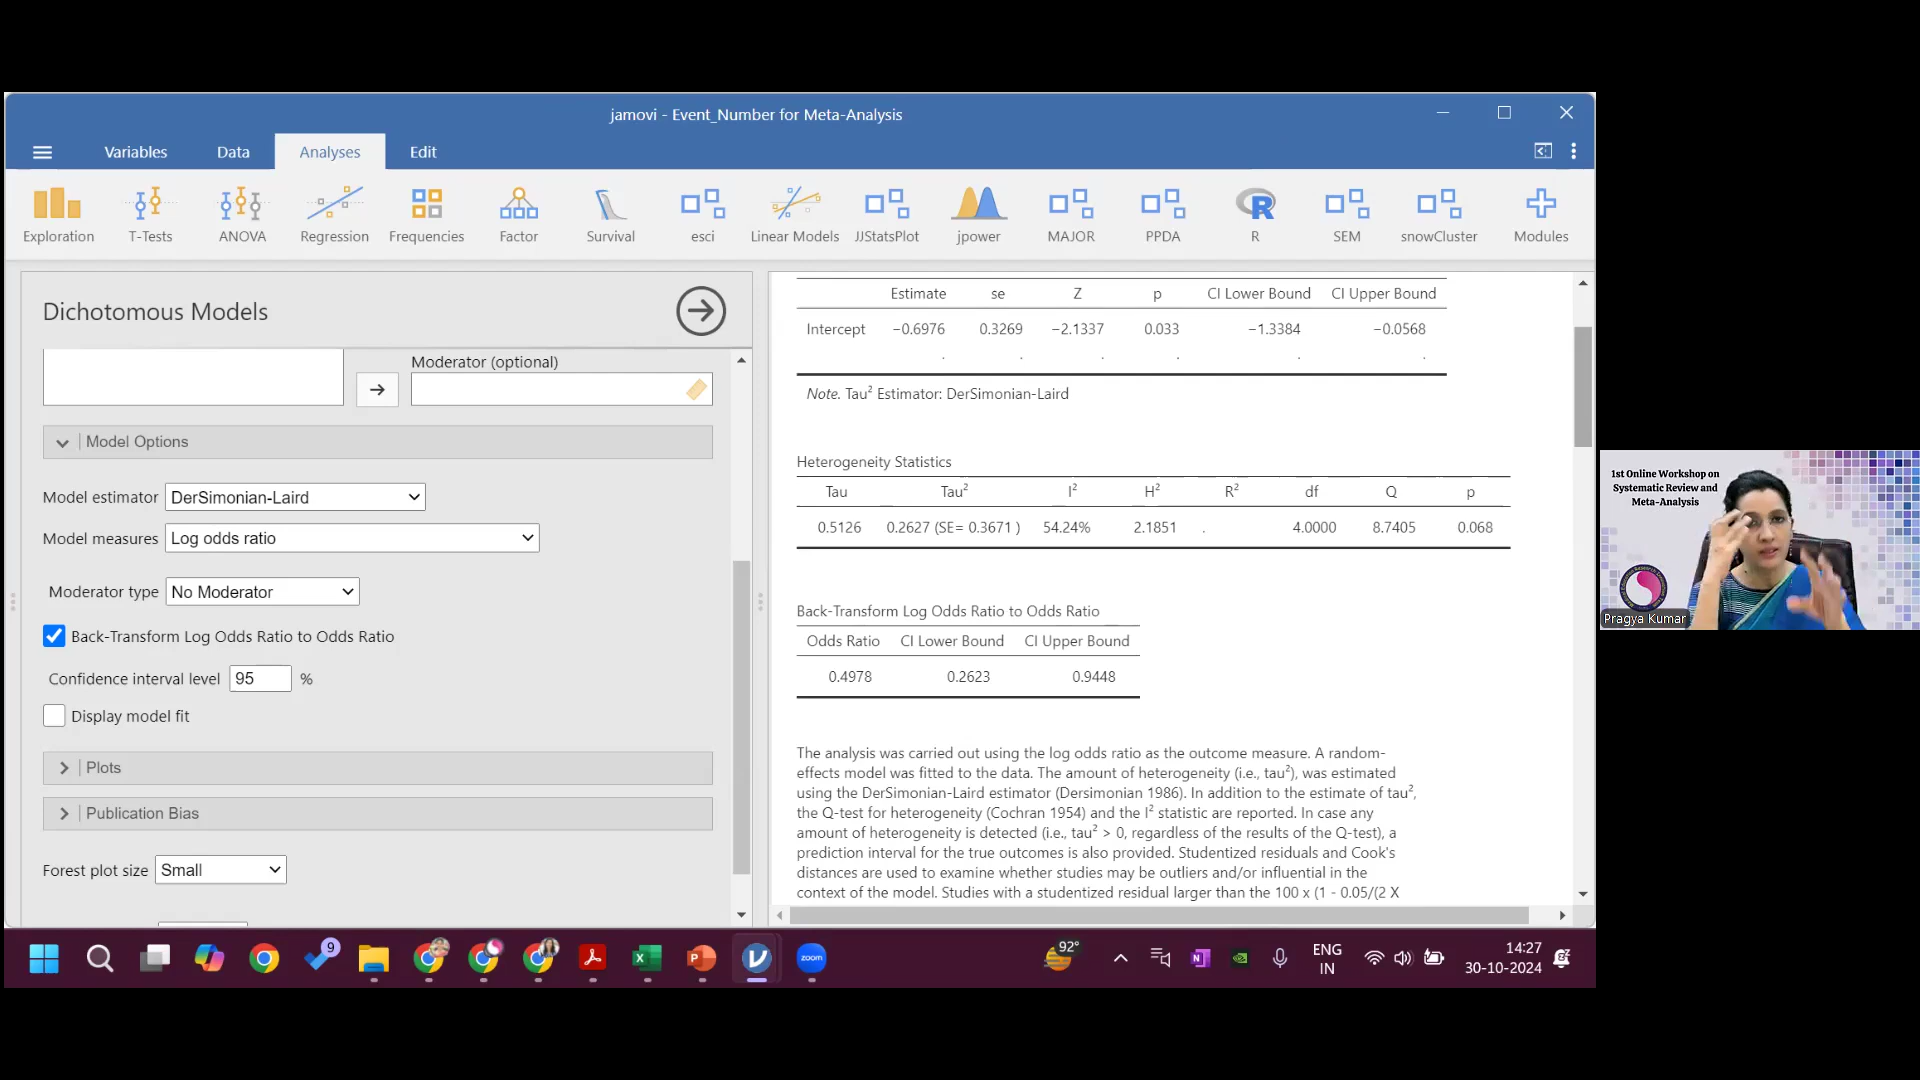 jamovi - Event_Number for Meta-Analysis
Variables Data Analyses Edit
Exploration T-Tests ANOVA Regression Frequencies Factor Survival esci Linear Models JJStatsPlot jpower MAJOR PPDA R SEM snowCluster Modules
Dichotomous Models
Moderator (optional)
Model Options
Model estimator DerSimonian-Laird
Model measures Log odds ratio
Moderator type No Moderator
Back-Transform Log Odds Ratio to Odds Ratio
Confidence interval level 95 %
Display model fit
Plots
Publication Bias
Forest plot size Small
Estimate se Z p CI Lower Bound CI Upper Bound
Intercept −0.6976 0.3269 −2.1337 0.033 −1.3384 −0.0568
. . . . . .
Note. Tau² Estimator: DerSimonian-Laird
Heterogeneity Statistics
Tau Tau² I² H² R² df Q p
0.5126 0.2627 (SE= 0.3671 ) 54.24% 2.1851 . 4.0000 8.7405 0.068
Back-Transform Log Odds Ratio to Odds Ratio
Odds Ratio CI Lower Bound CI Upper Bound
0.4978 0.2623 0.9448
The analysis was carried out using the log odds ratio as the outcome measure. A random-
effects model was fitted to the data. The amount of heterogeneity (i.e., tau²), was estimated
using the DerSimonian-Laird estimator (Dersimonian 1986). In addition to the estimate of tau²,
the Q-test for heterogeneity (Cochran 1954) and the I² statistic are reported. In case any
amount of heterogeneity is detected (i.e., tau² > 0, regardless of the results of the Q-test), a
prediction interval for the true outcomes is also provided. Studentized residuals and Cook's
distances are used to examine whether studies may be outliers and/or influential in the
context of the model. Studies with a studentized residual larger than the 100 x (1 - 0.05/(2 X
1st Online Workshop on
Systematic Review and
Meta-Analysis
Pragya Kumar
9
zoom
92°
ENG
IN
14:27
30-10-2024